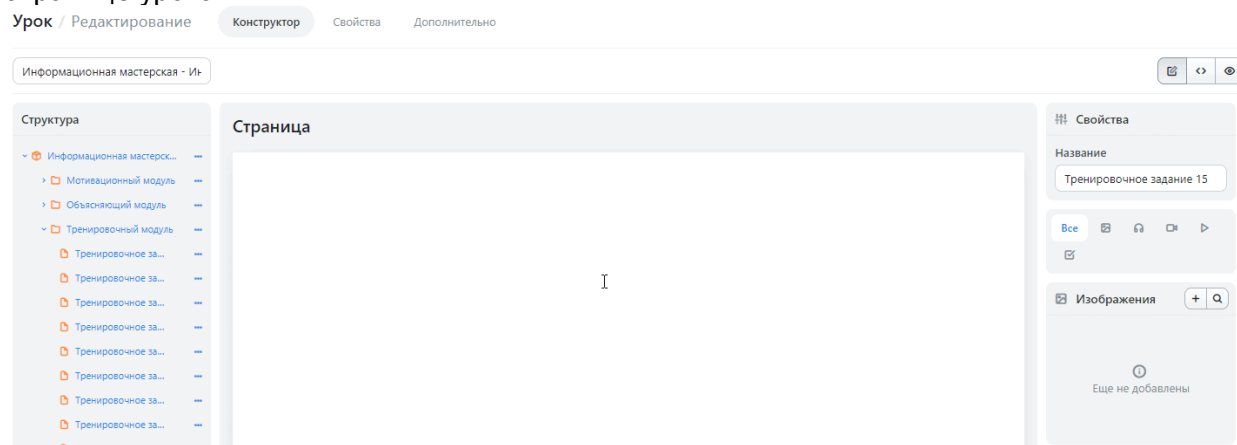 Урок / Редактирование Конструктор Свойства Дополнительно
Информационная мастерская - Ин
Структура
Информационная мастерск... ...
Мотивационный модуль ...
Объясняющий модуль ...
Тренировочный модуль ...
Тренировочное за... ...
Тренировочное за... ...
Тренировочное за... ...
Тренировочное за... ...
Тренировочное за... ...
Тренировочное за... ...
Тренировочное за... ...
Тренировочное за... ...
Страница
Свойства
Название
Тренировочное задание 15
Все
Изображения
Еще не добавлены